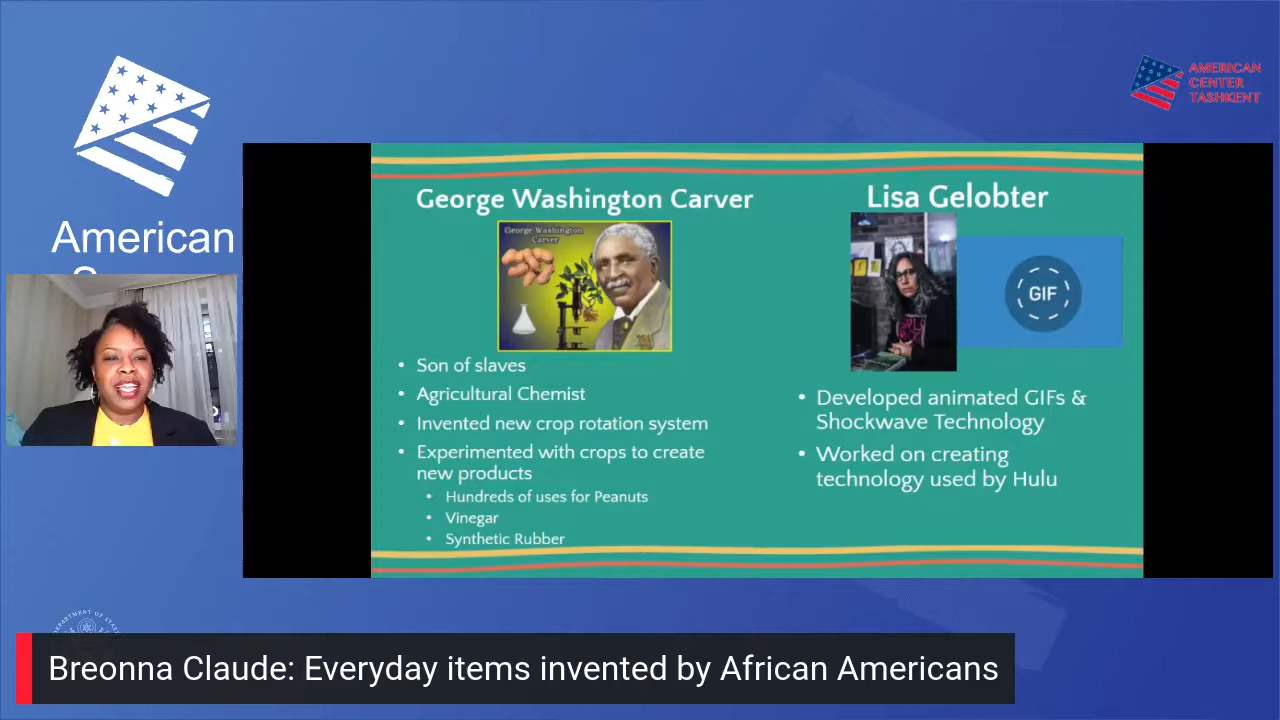 AMERICAN
CENTER
TASHKENT
American
George Washington Carver
George Washington
Carver
• Son of slaves
• Agricultural Chemist
• Invented new crop rotation system
• Experimented with crops to create
new products
• Hundreds of uses for Peanuts
• Vinegar
• Synthetic Rubber
Lisa Gelobter
GIF
• Developed animated GIFs &
Shockwave Technology
• Worked on creating
technology used by Hulu
DEPARTMENT OF STATE
Breonna Claude: Everyday items invented by African Americans